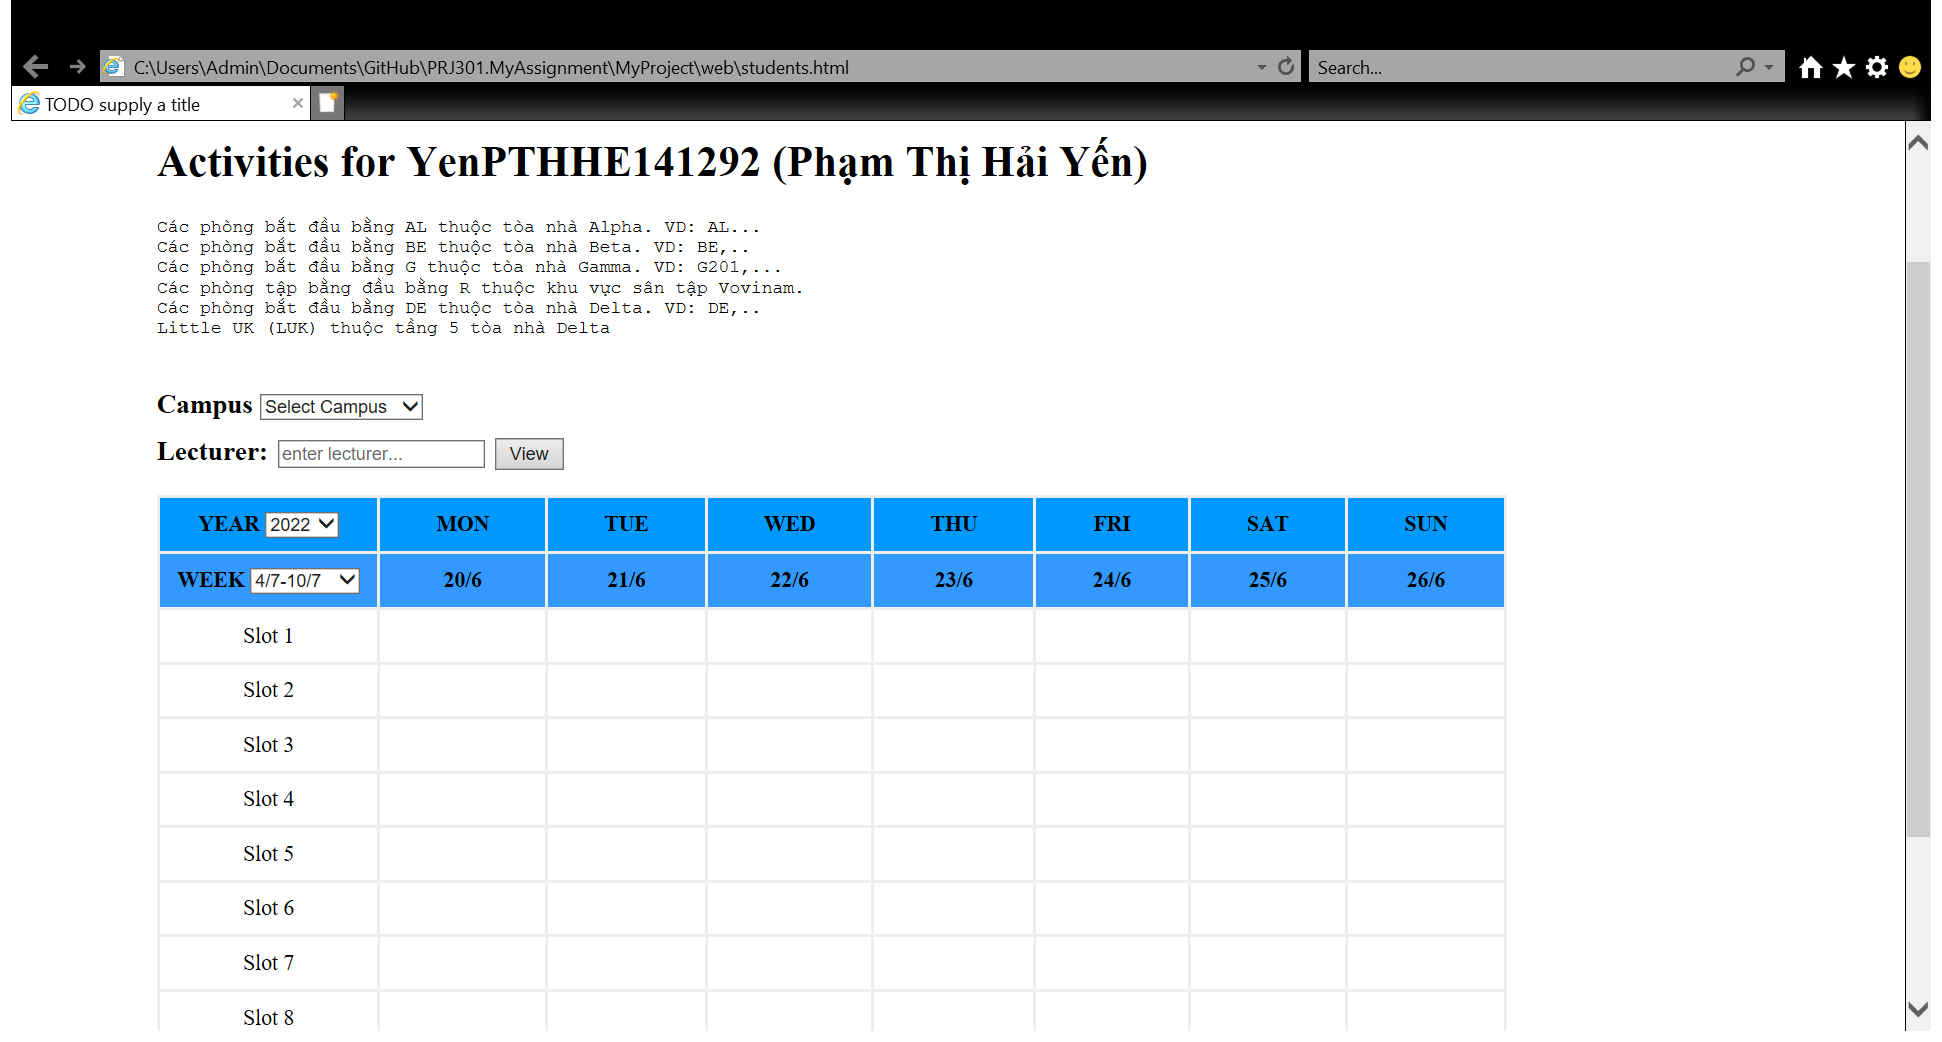 C:\Users\Admin\Documents\GitHub\PRJ301.MyAssignment\MyProject\web\students.html
Search...
TODO supply a title
Activities for YenPTHHE141292 (Phạm Thị Hải Yến)
Các phòng bắt đầu bằng AL thuộc tòa nhà Alpha. VD: AL...
Các phòng bắt đầu bằng BE thuộc tòa nhà Beta. VD: BE,..
Các phòng bắt đầu bằng G thuộc tòa nhà Gamma. VD: G201,...
Các phòng tập bằng đầu bằng R thuộc khu vực sân tập Vovinam.
Các phòng bắt đầu bằng DE thuộc tòa nhà Delta. VD: DE,..
Little UK (LUK) thuộc tầng 5 tòa nhà Delta
Campus Select Campus
Lecturer: enter lecturer... View
YEAR 2022 MON TUE WED THU FRI SAT SUN
WEEK 4/7-10/7 20/6 21/6 22/6 23/6 24/6 25/6 26/6
Slot 1
Slot 2
Slot 3
Slot 4
Slot 5
Slot 6
Slot 7
Slot 8